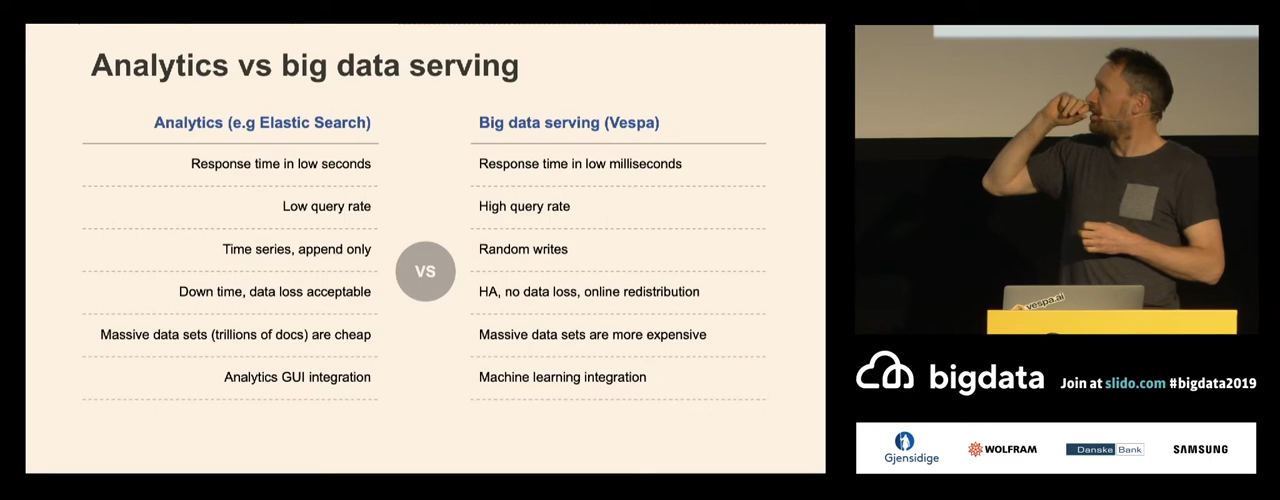 Analytics vs big data serving
Analytics (e.g Elastic Search)
Big data serving (Vespa)
Response time in low seconds
Response time in low milliseconds
Low query rate
High query rate
Time series, append only
Random writes
VS
Down time, data loss acceptable
HA, no data loss, online redistribution
Massive data sets (trillions of docs) are cheap
Massive data sets are more expensive
Analytics GUI integration
Machine learning integration
vespa.ai
bigdata
Join at slido.com #bigdata2019
Gjensidige
WOLFRAM
Danske Bank
SAMSUNG